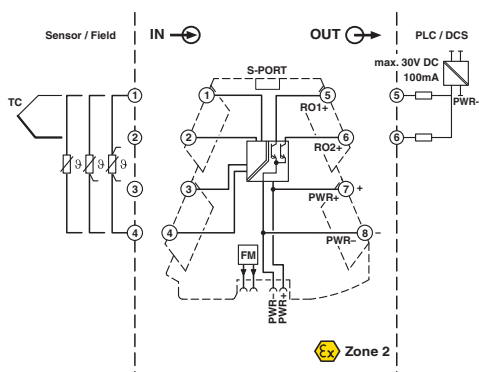 Sensor / Field
IN
OUT
PLC / DCS
S-PORT
max. 30V DC
100mA
PWR-
TC
1
2
3
4
ϑ
ϑ
ϑ
1
2
3
4
5
RO1+
6
RO2+
7
+
PWR+
8
–
PWR–
5
6
FM
PWR-
PWR+
Ex
Zone 2